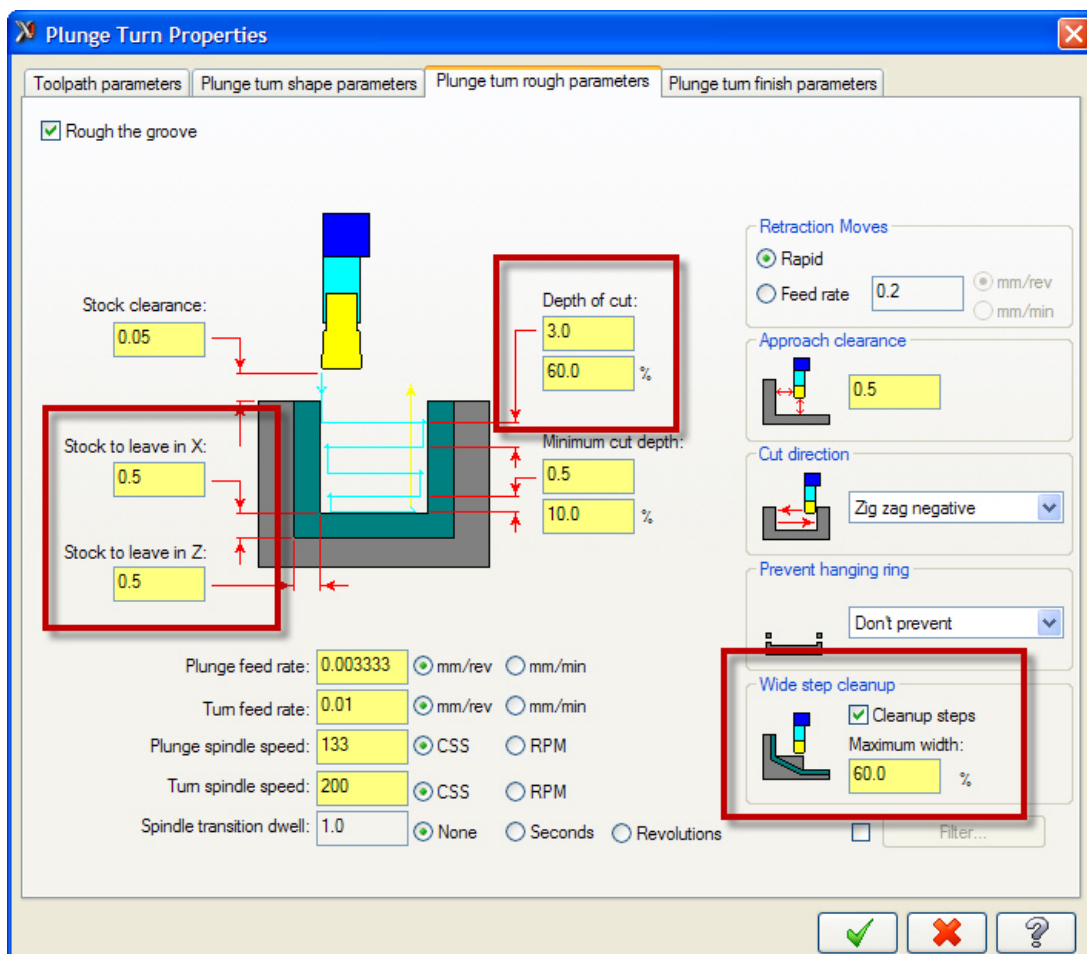 Plunge Turn Properties
Toolpath parameters
Plunge turn shape parameters
Plunge turn rough parameters
Plunge turn finish parameters
Rough the groove
Stock clearance:
0.05
Depth of cut:
3.0
60.0 %
Stock to leave in X:
0.5
Stock to leave in Z:
0.5
Minimum cut depth:
0.5
10.0 %
Retraction Moves
Rapid
Feed rate 0.2 mm/rev
mm/min
Approach clearance
0.5
Cut direction
Zig zag negative
Prevent hanging ring
Don't prevent
Wide step cleanup
Cleanup steps
Maximum width:
60.0 %
Filter...
Plunge feed rate: 0.003333 mm/rev mm/min
Turn feed rate: 0.01 mm/rev mm/min
Plunge spindle speed: 133 CSS RPM
Turn spindle speed: 200 CSS RPM
Spindle transition dwell: 1.0 None Seconds Revolutions